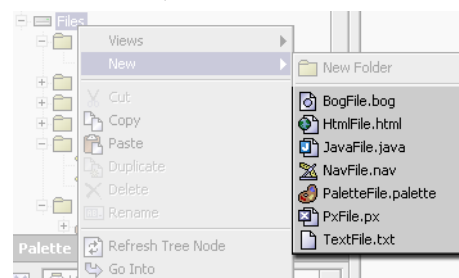 Files
Views
New
Cut
Copy
Paste
Duplicate
Delete
Rename
Refresh Tree Node
Go Into
New Folder
BogFile.bog
HtmlFile.html
JavaFile.java
NavFile.nav
PaletteFile.palette
PxFile.px
TextFile.txt
Palette